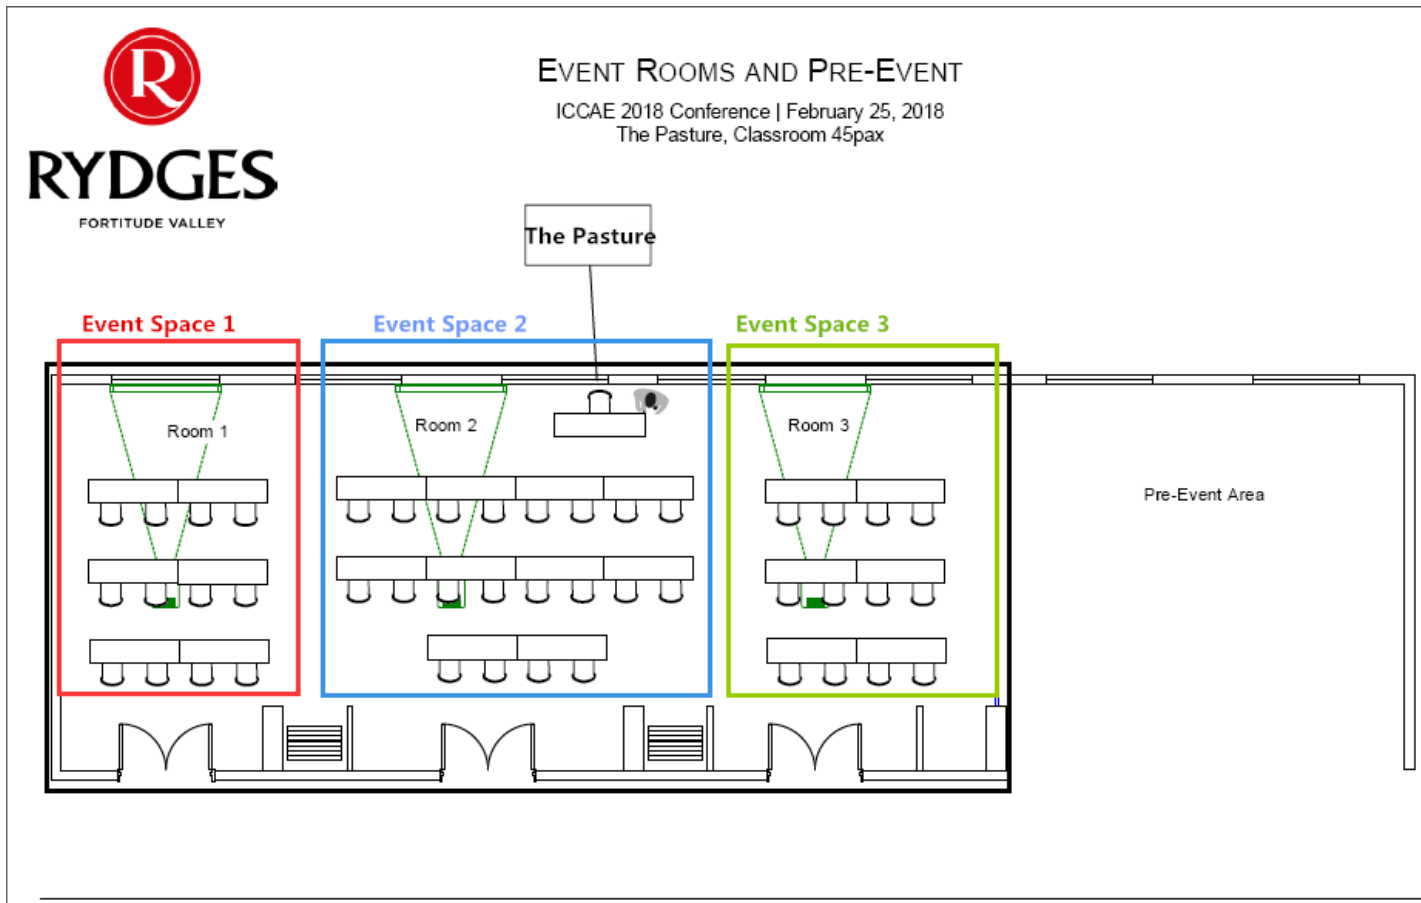 R
RYDGES
FORTITUDE VALLEY
EVENT ROOMS AND PRE-EVENT
ICCAE 2018 Conference | February 25, 2018
The Pasture, Classroom 45pax
The Pasture
Event Space 1
Event Space 2
Event Space 3
Room 1
Room 2
Room 3
Pre-Event Area